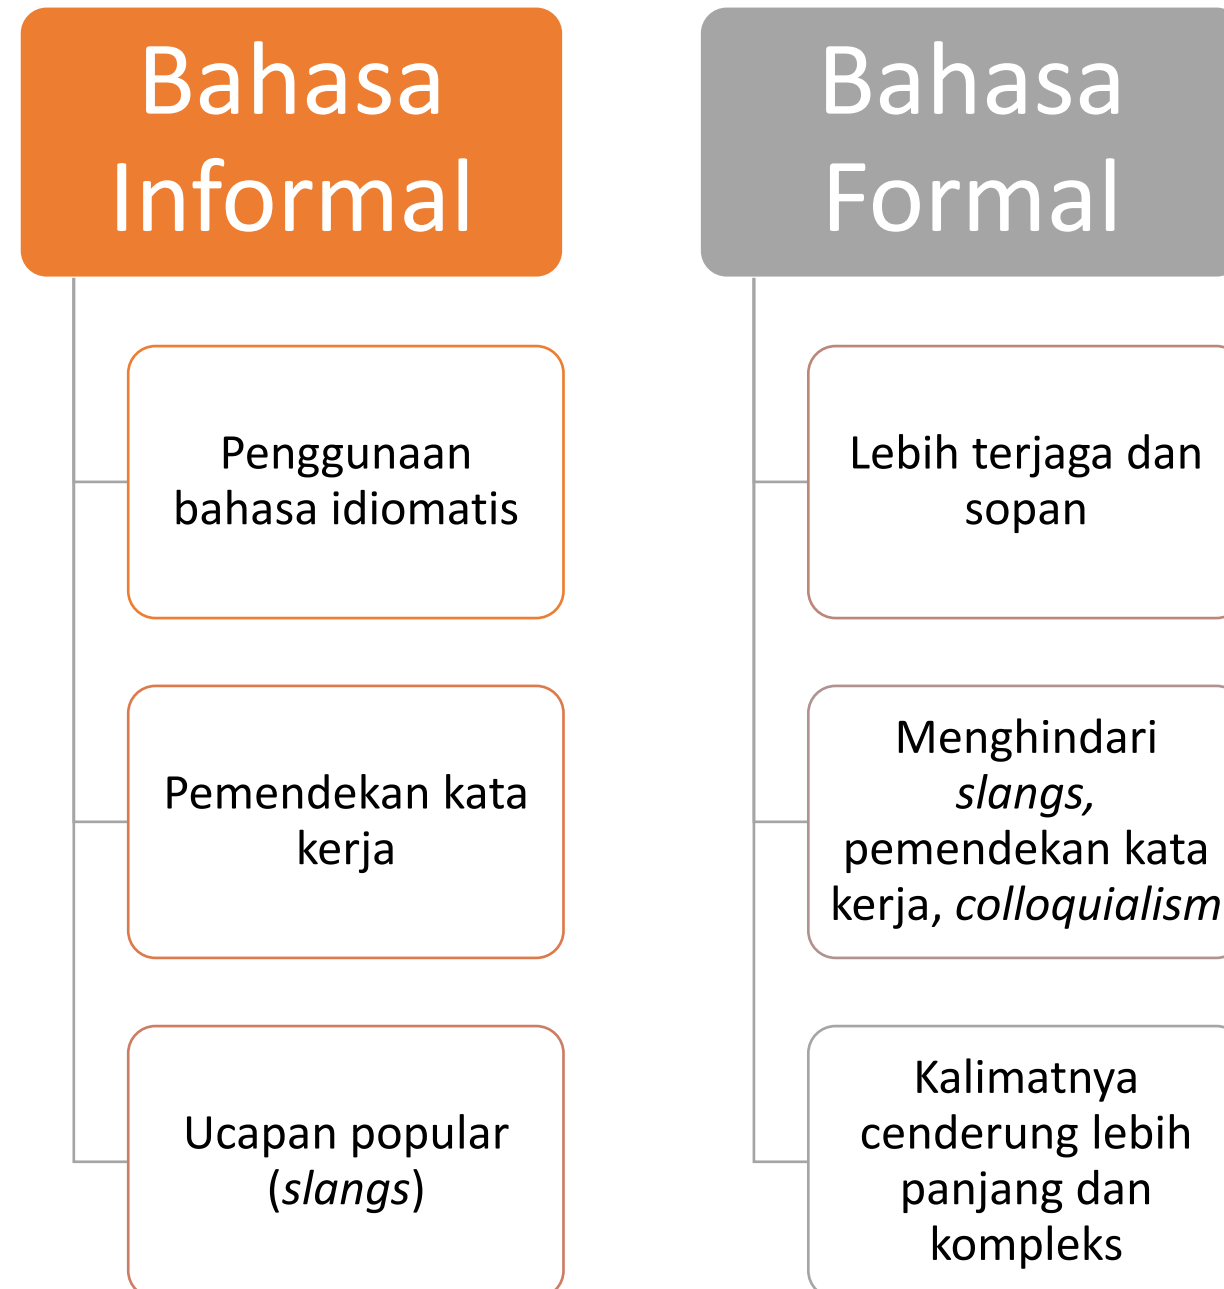 Bahasa
Informal
Penggunaan
bahasa idiomatis
Pemendekan kata
kerja
Ucapan popular
(slangs)
Bahasa
Formal
Lebih terjaga dan
sopan
Menghindari
slangs,
pemendekan kata
kerja, colloquialism
Kalimatnya
cenderung lebih
panjang dan
kompleks